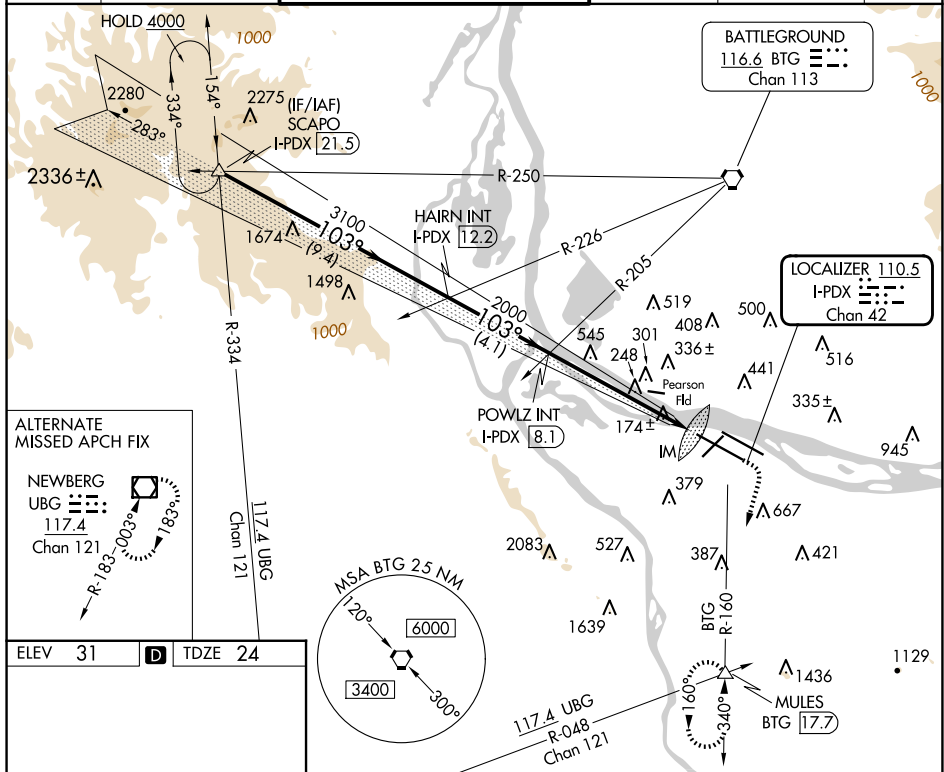 HOLD 4000
1000
154°
334°
2280
283°
2275
(IF/IAF)
SCAPO
I-PDX 21.5
2336±
BATTLEGROUND
116.6 BTG
Chan 113
1000
R-250
3100
103°
(9.4)
1674
1498
HAIRN INT
I-PDX 12.2
R-226
R-205
LOCALIZER 110.5
I-PDX
Chan 42
1000
R-334
2000
103°
(4.1)
519
408
500
545
301
248
336±
516
441
Pearson
Fld
335±
174±
945
POWLZ INT
I-PDX 8.1
IM
ALTERNATE
MISSED APCH FIX
NEWBERG
UBG
117.4
Chan 121
R-183
003°
183°
117.4 UBG
Chan 121
379
667
2083
527
387
421
1639
BTG
R-160
MSA BTG 25 NM
120°
6000
3400
300°
1436
1129
160°
340°
MULES
BTG 17.7
117.4 UBG
R-048
Chan 121
ELEV 31
D
TDZE 24